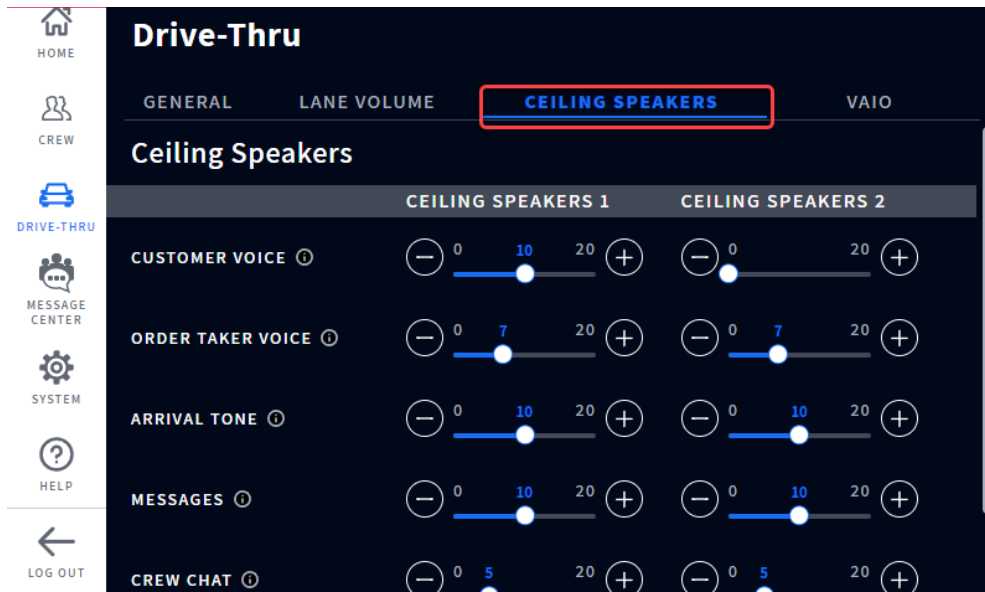 HOME
CREW
DRIVE-THRU
MESSAGE
CENTER
SYSTEM
HELP
LOG OUT
Drive-Thru
GENERAL LANE VOLUME CEILING SPEAKERS VAIO
Ceiling Speakers
CEILING SPEAKERS 1 CEILING SPEAKERS 2
CUSTOMER VOICE 0 10 20 0 20
ORDER TAKER VOICE 0 7 20 0 7 20
ARRIVAL TONE 0 10 20 0 10 20
MESSAGES 0 10 20 0 10 20
CREW CHAT 0 5 20 0 5 20